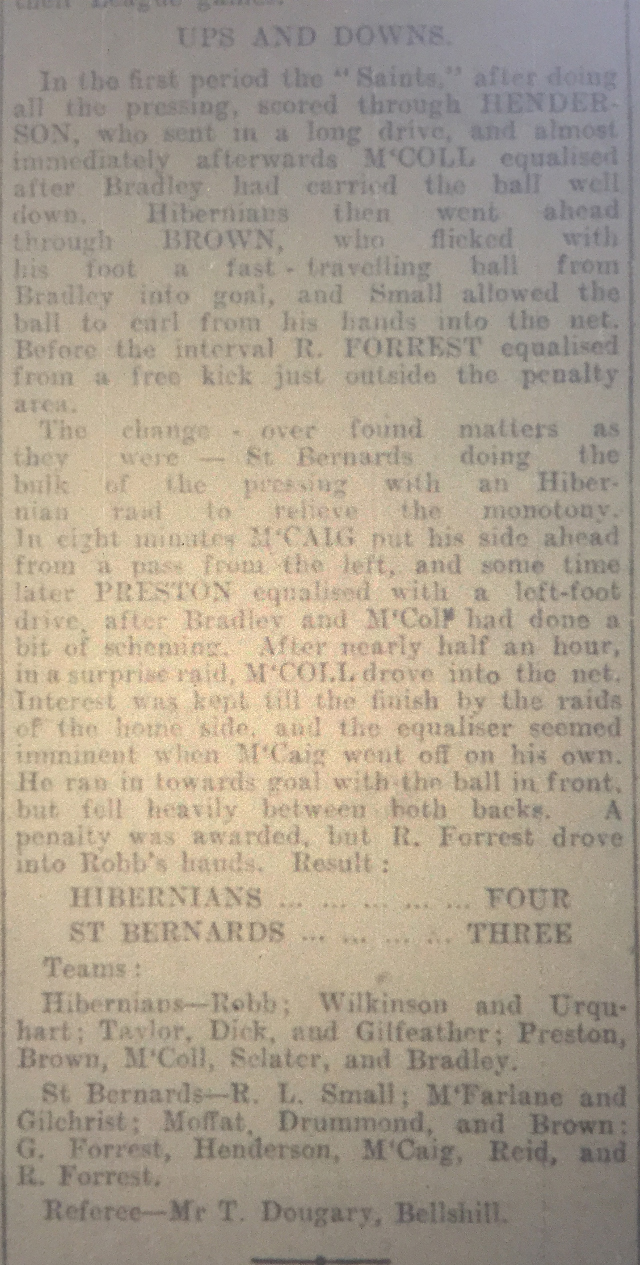 their League games.
UPS AND DOWNS.
In the first period the "Saints," after doing
all the pressing, scored through HENDER-
SON, who sent in a long drive, and almost
immediately afterwards M'COLL equalised
after Bradley had carried the ball well
down. Hibernians then went ahead
through BROWN, who flicked with
his foot a fast-travelling ball from
Bradley into goal, and Small allowed the
ball to curl from his hands into the net.
Before the interval R. FORREST equalised
from a free kick just outside the penalty
area.
The change-over found matters as
they were — St Bernards doing the
bulk of the pressing with an Hiber-
nian raid to relieve the monotony.
In eight minutes M'CAIG put his side ahead
from a pass from the left, and some time
later PRESTON equalised with a left-foot
drive, after Bradley and M'Coll had done a
bit of scheming. After nearly half an hour,
in a surprise raid, M'COLL drove into the net.
Interest was kept till the finish by the raids
of the home side, and the equaliser seemed
imminent when M'Caig went off on his own.
He ran in towards goal with the ball in front,
but fell heavily between both backs. A
penalty was awarded, but R. Forrest drove
into Robb's hands. Result:
HIBERNIANS ... ... ... ... ... FOUR
ST BERNARDS ... ... ... ... THREE
Teams:
Hibernians—Robb; Wilkinson and Urqu-
hart; Taylor, Dick, and Gilfeather; Preston,
Brown, M'Coll, Sclater, and Bradley.
St Bernards—R. L. Small; M'Farlane and
Gilchrist; Moffat, Drummond, and Brown;
G. Forrest, Henderson, M'Caig, Reid, and
R. Forrest.
Referee—Mr T. Dougary, Bellshill.